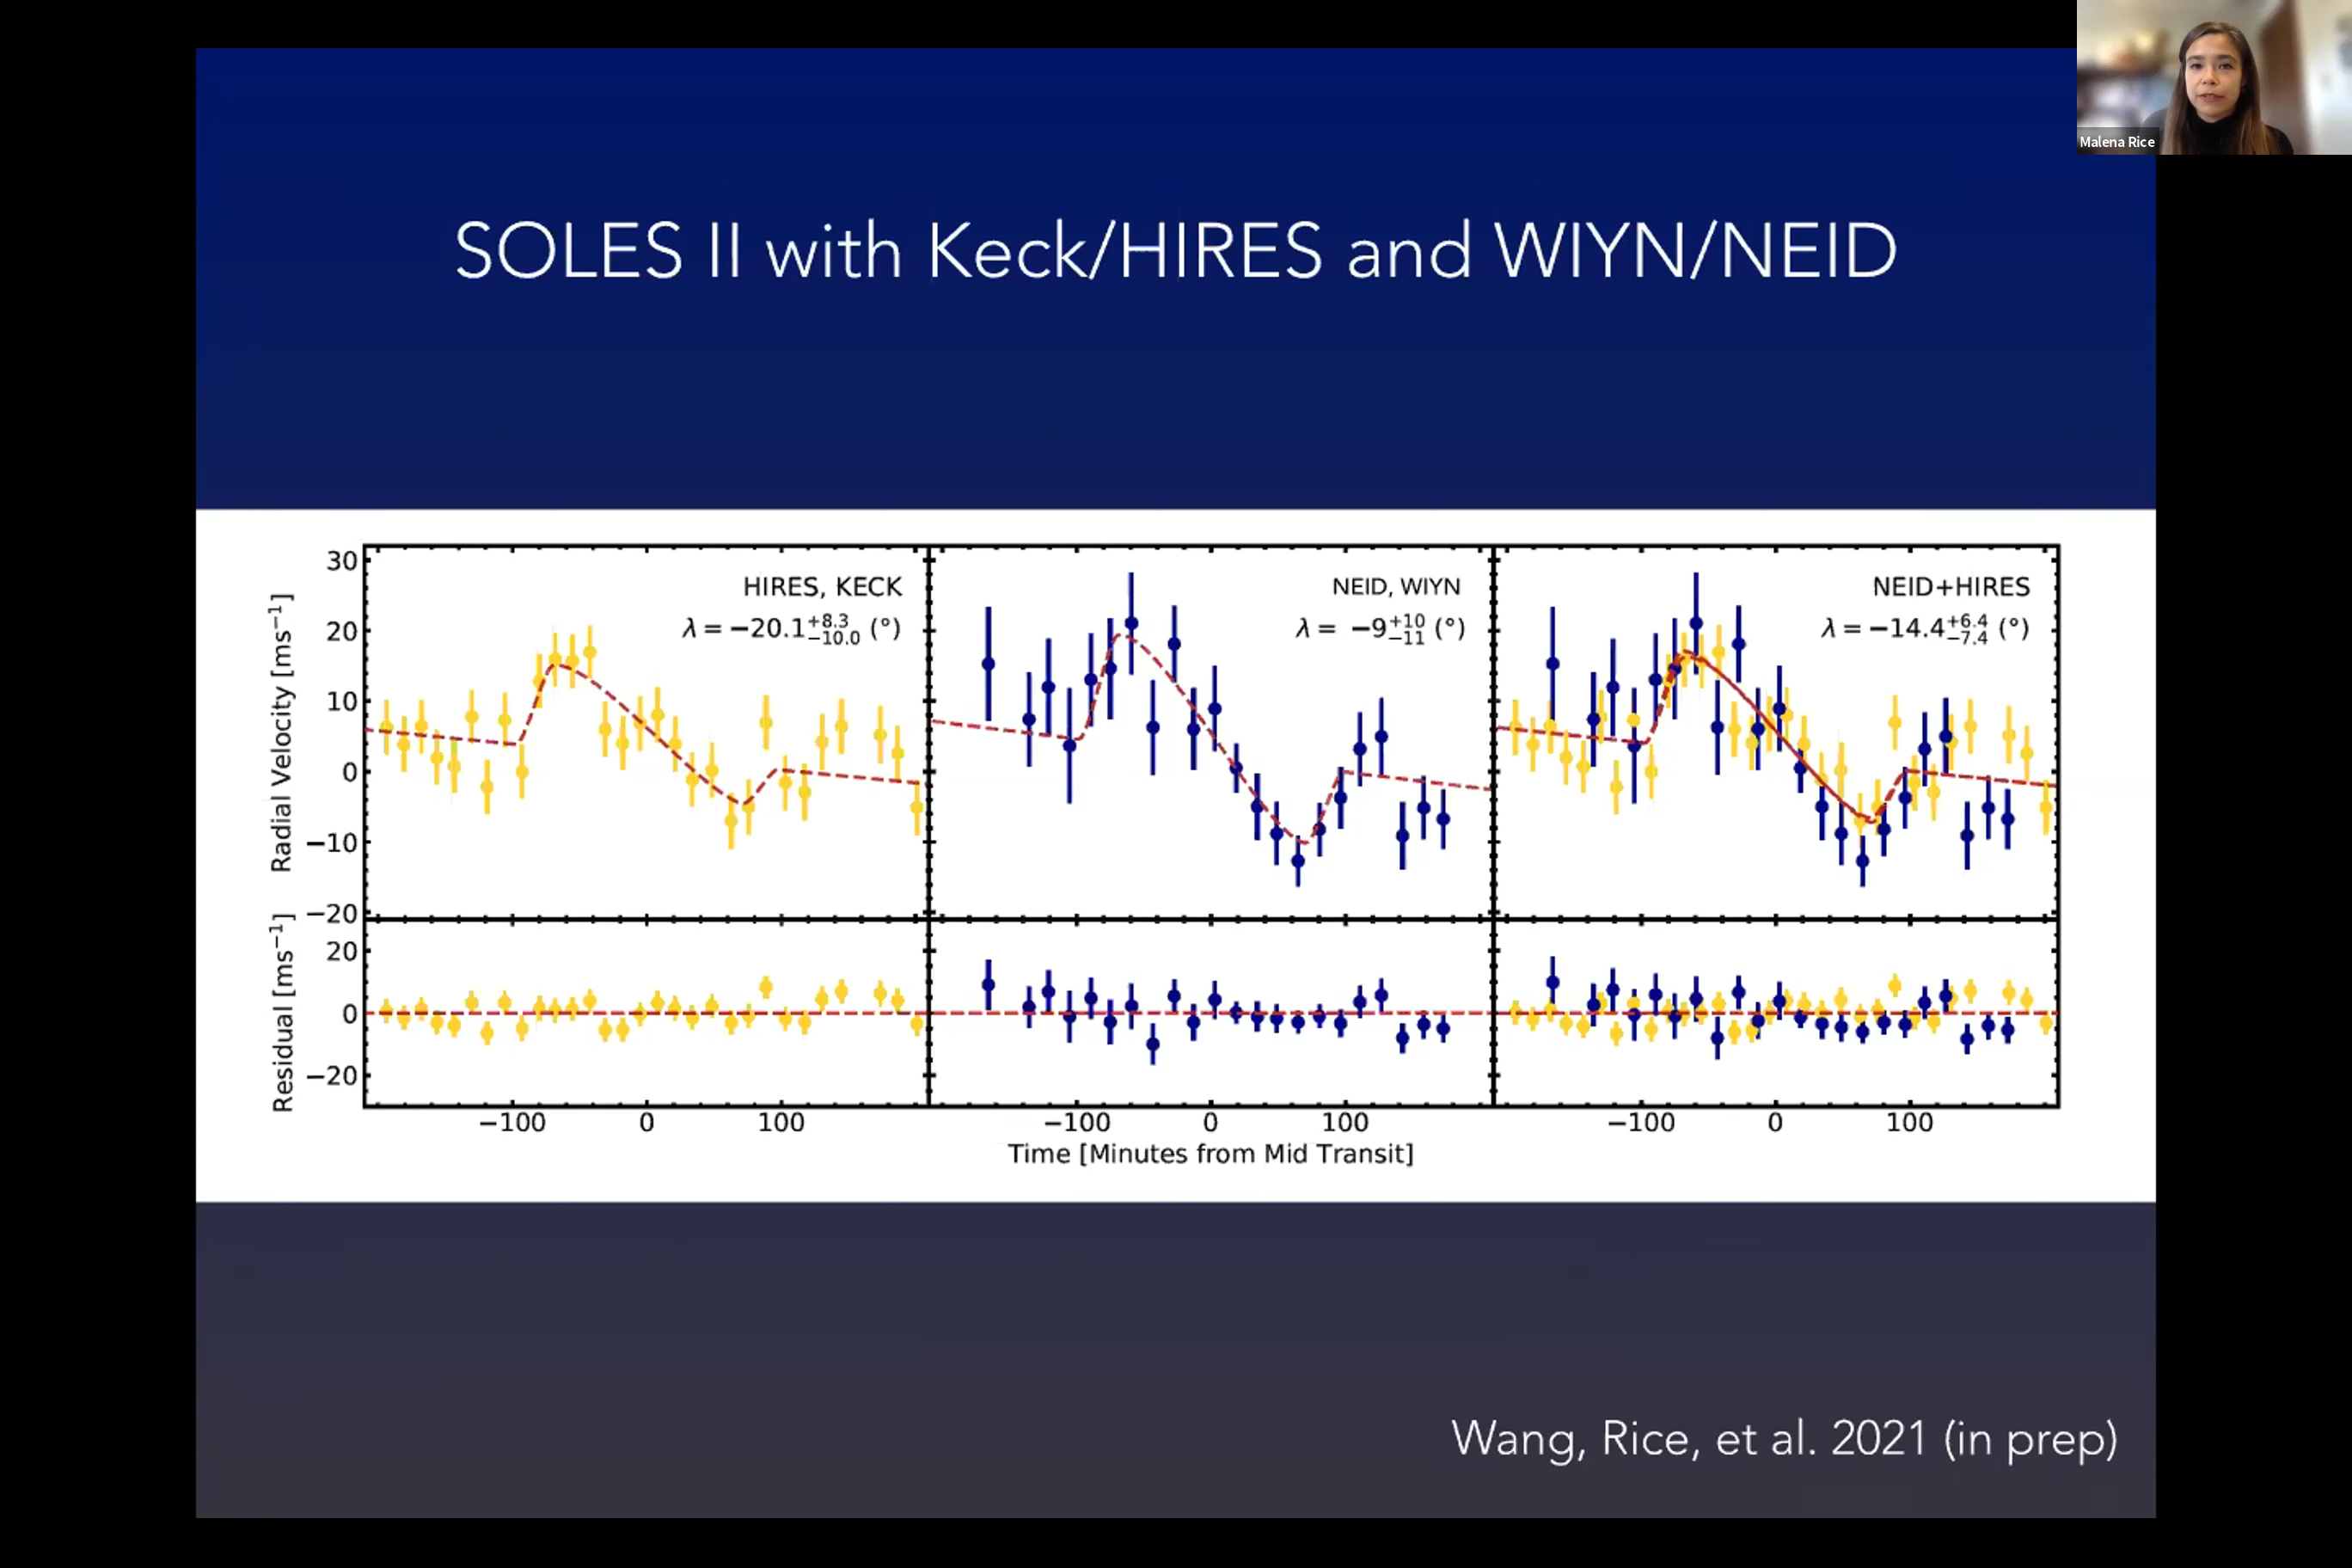 Malena Rice
SOLES II with Keck/HIRES and WIYN/NEID
Radial Velocity [ms⁻¹]
30
20
10
0
−10
−20
HIRES, KECK
λ = −20.1 +8.3 −10.0 (°)
NEID, WIYN
λ = −9 +10 −11 (°)
NEID+HIRES
λ = −14.4 +6.4 −7.4 (°)
Residual [ms⁻¹]
20
0
−20
−100 0 100 −100 0 100 −100 0 100
Time [Minutes from Mid Transit]
Wang, Rice, et al. 2021 (in prep)